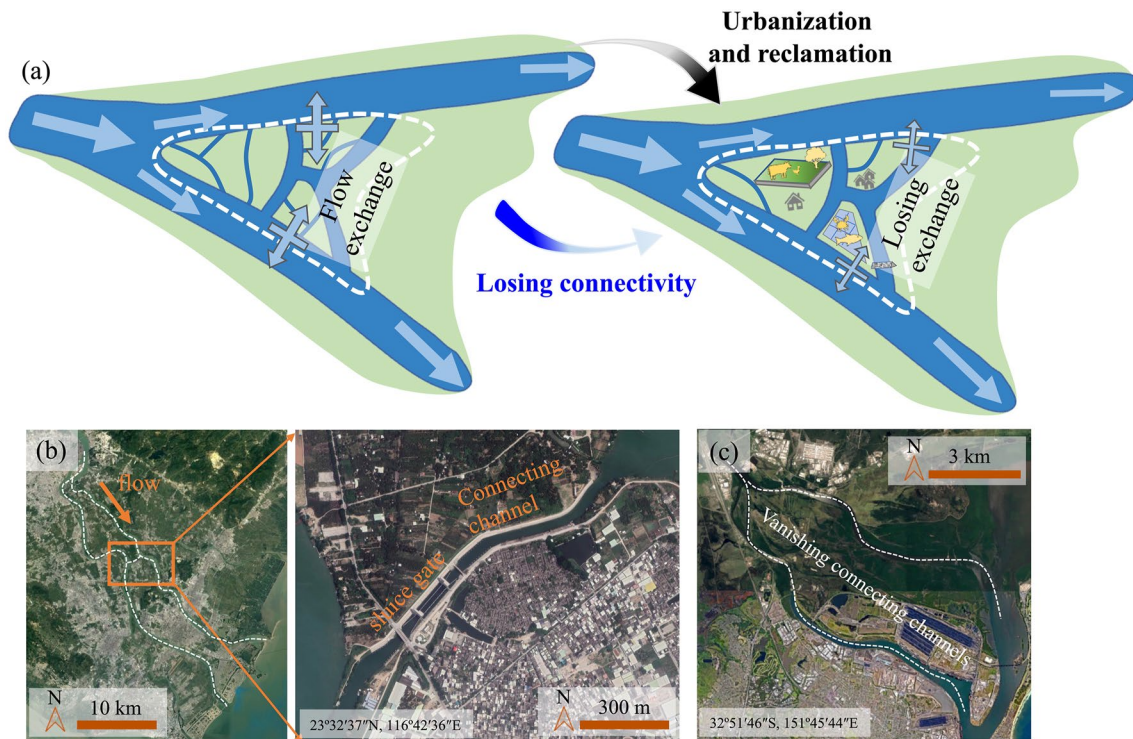 Urbanization
and reclamation
(a)
Flow
exchange
Losing
exchange
Losing connectivity
(b)
flow
N
10 km
Connecting
channel
sluice gate
23°32'37"N, 116°42'36"E
N
300 m
(c)
N
3 km
Vanishing connecting channels
32°51'46"S, 151°45'44"E